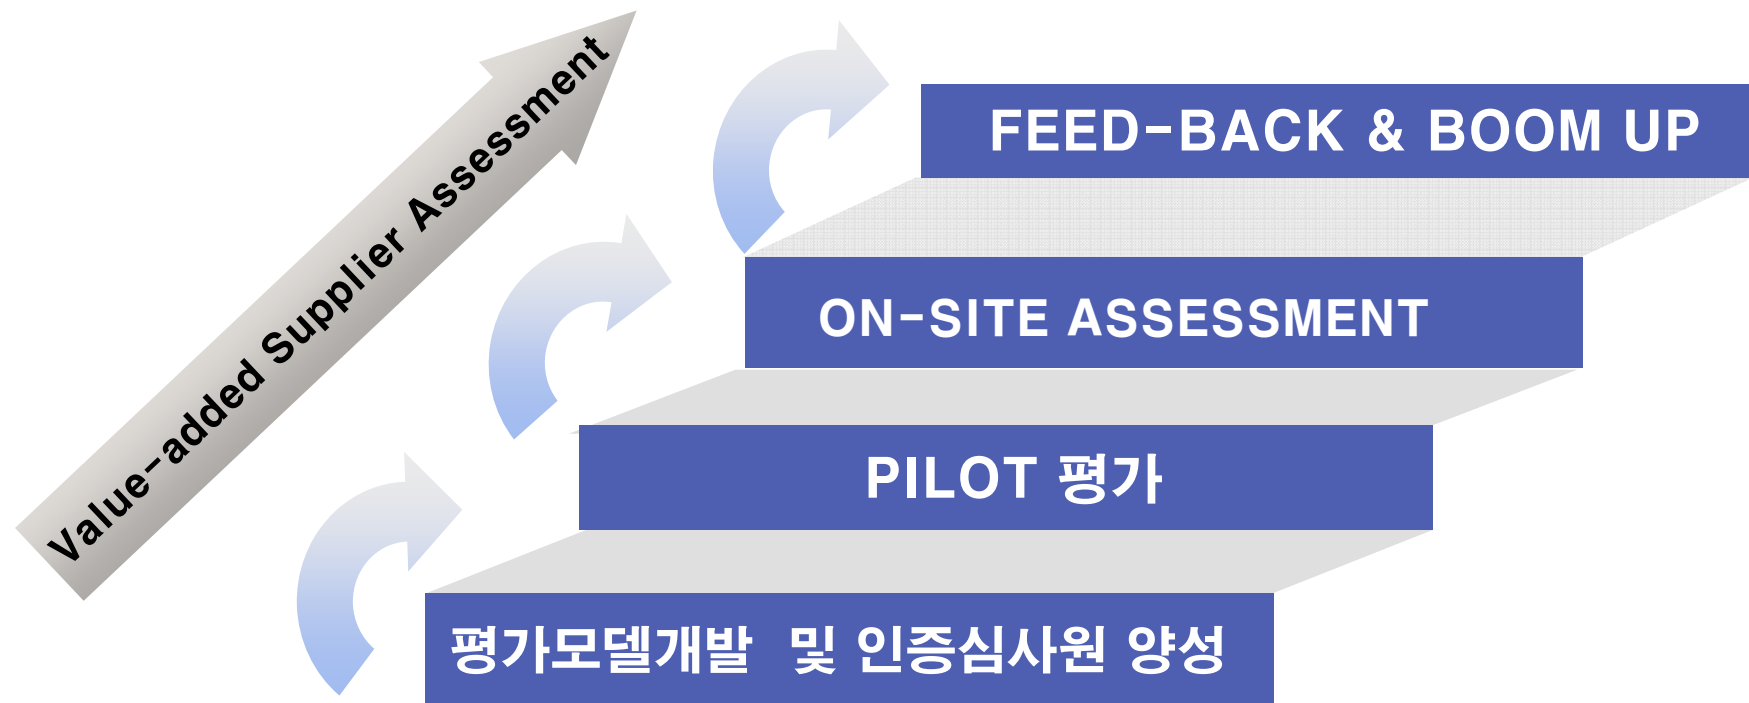 Value-added Supplier Assessment
FEED-BACK & BOOM UP
ON-SITE ASSESSMENT
PILOT 평가
평가모델개발 및 인증심사원 양성